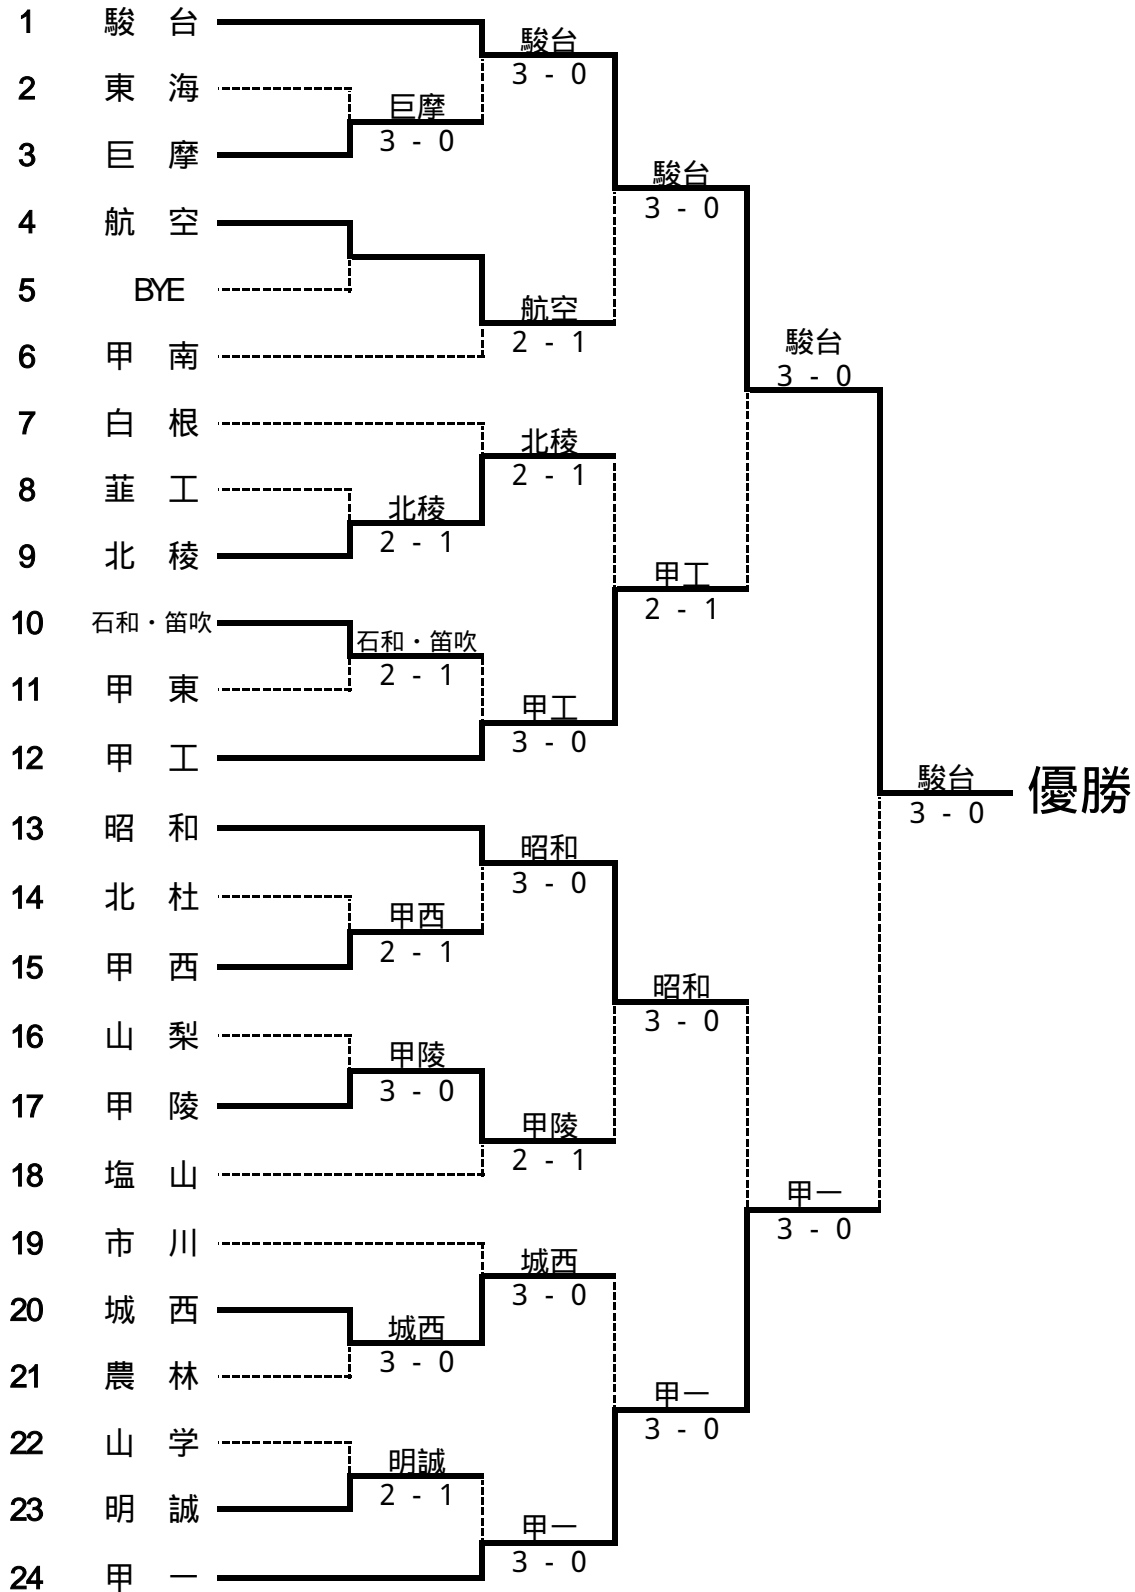 1 駿 台
駿台
3 - 0
2 東 海
巨摩
3 - 0
3 巨 摩
駿台
3 - 0
4 航 空
5 BYE
航空
2 - 1
駿台
3 - 0
6 甲 南
7 白 根
北稜
2 - 1
8 韮 工
北稜
2 - 1
9 北 稜
甲工
2 - 1
10 石和・笛吹
石和・笛吹
2 - 1
11 甲 東
甲工
3 - 0
12 甲 工
駿台
3 - 0
優勝
13 昭 和
昭和
3 - 0
14 北 杜
甲西
2 - 1
15 甲 西
昭和
3 - 0
16 山 梨
甲陵
3 - 0
17 甲 陵
甲陵
2 - 1
18 塩 山
甲一
3 - 0
19 市 川
城西
3 - 0
20 城 西
城西
3 - 0
21 農 林
甲一
3 - 0
22 山 学
明誠
2 - 1
23 明 誠
甲一
3 - 0
24 甲 一